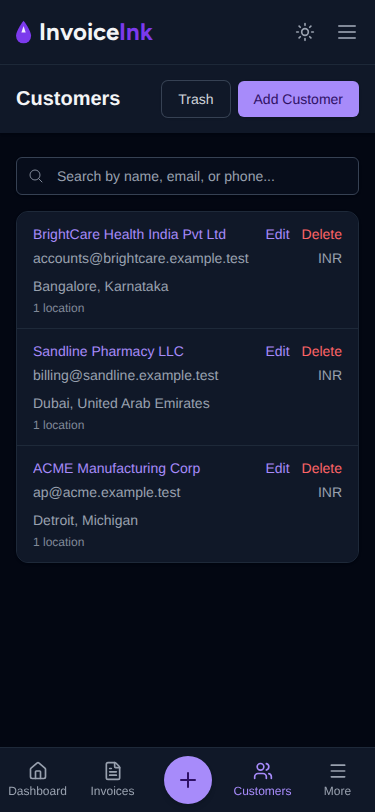 InvoiceInk
Customers
Trash
Add Customer
Search by name, email, or phone...
BrightCare Health India Pvt Ltd Edit Delete
accounts@brightcare.example.test INR
Bangalore, Karnataka
1 location
Sandline Pharmacy LLC Edit Delete
billing@sandline.example.test INR
Dubai, United Arab Emirates
1 location
ACME Manufacturing Corp Edit Delete
ap@acme.example.test INR
Detroit, Michigan
1 location
Dashboard Invoices Customers More